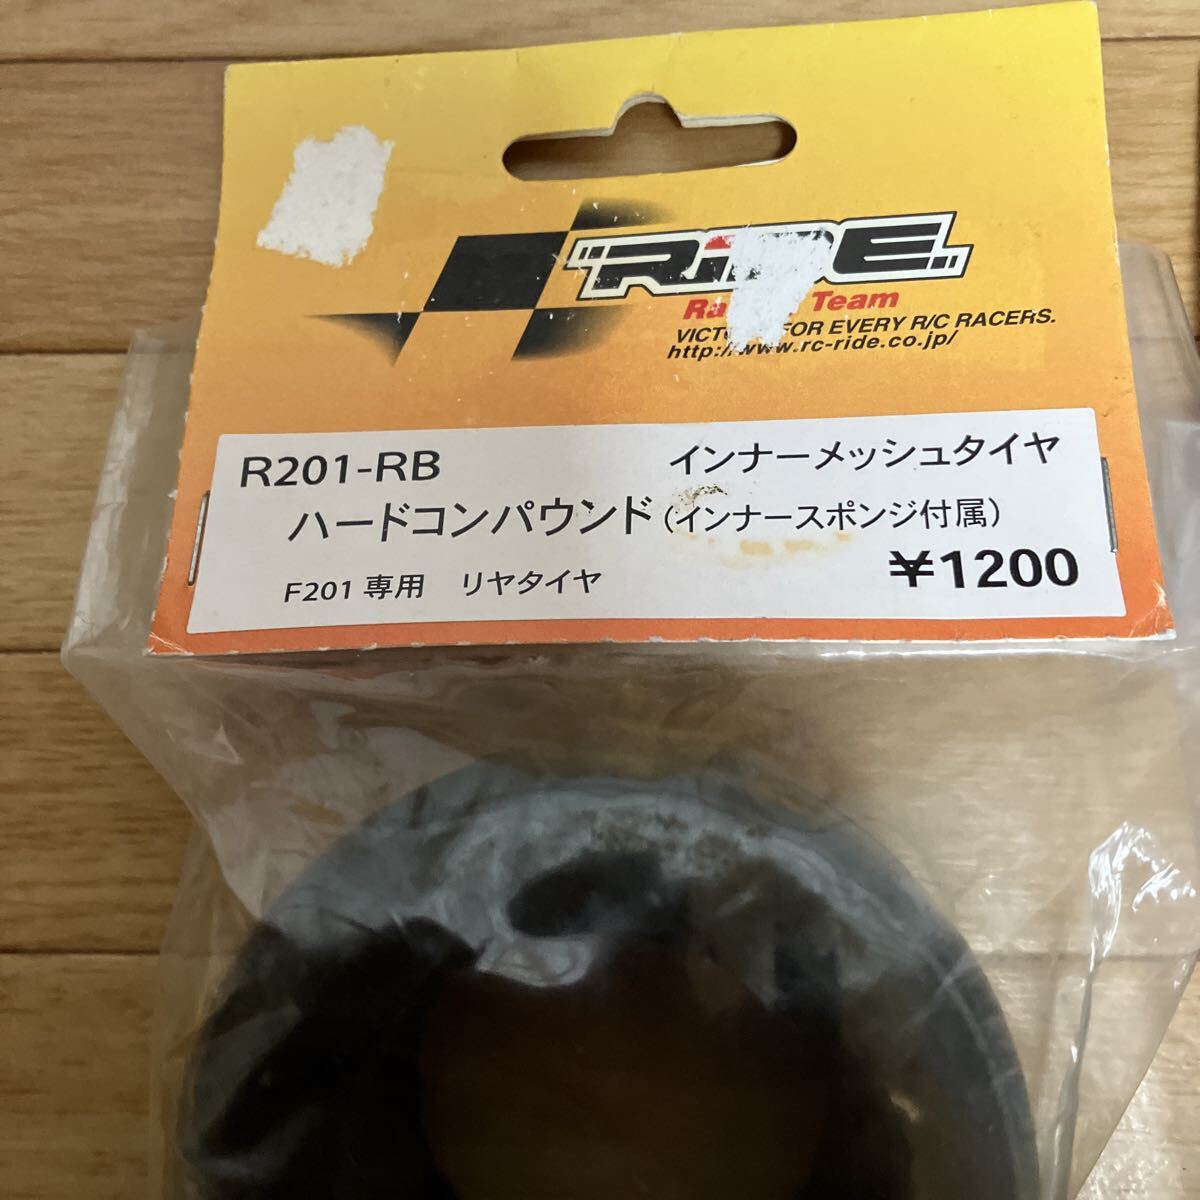 "RiDE"
Team
FOR EVERY R/C RACERS.
http://www.rc-ride.co.jp/
R201-RB インナーメッシュタイヤ
ハードコンパウンド(インナースポンジ付属)
F201 専用 リヤタイヤ ¥1200